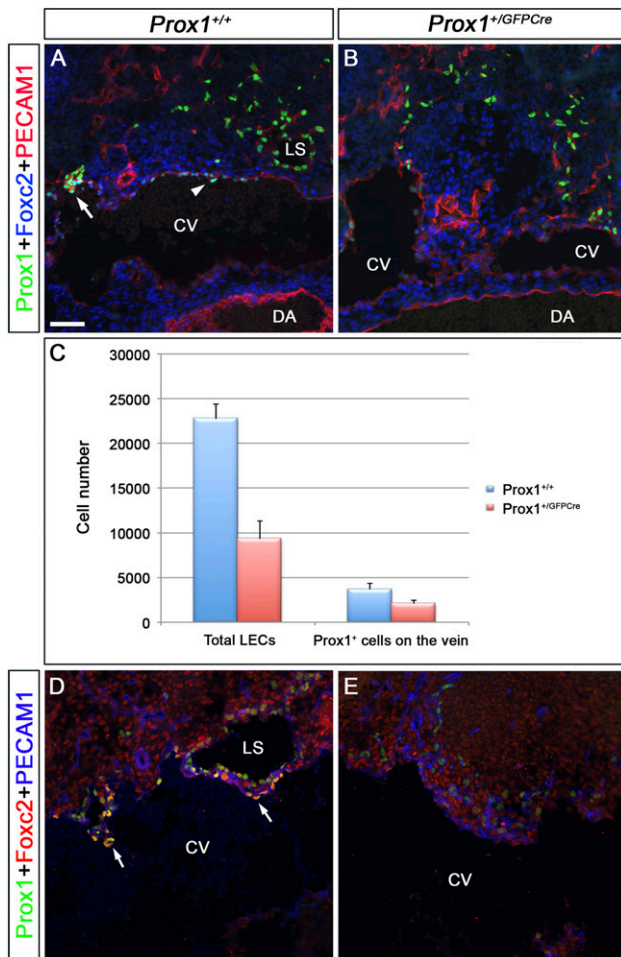 Prox1+/+
Prox1+/GFPCre
Prox1+Foxc2+PECAM1
A
LS
CV
DA
B
CV
CV
DA
C
30000
25000
20000
15000
10000
5000
0
Cell number
Total LECs
Prox1+ cells on the vein
Prox1+/+
Prox1+/GFPCre
Prox1+Foxc2+PECAM1
D
LS
CV
E
CV